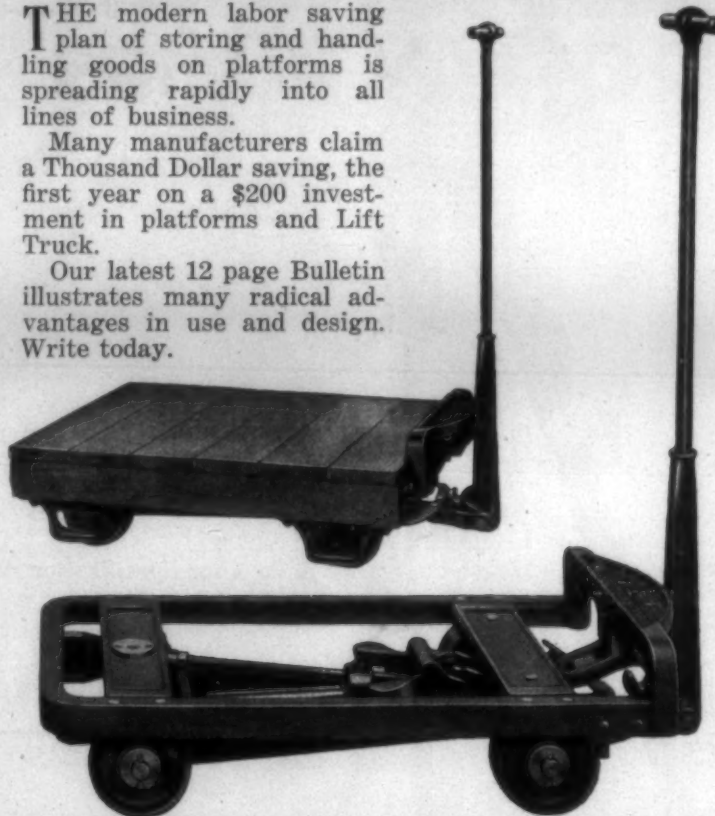 THE modern labor saving
plan of storing and hand-
ling goods on platforms is
spreading rapidly into all
lines of business.
Many manufacturers claim
a Thousand Dollar saving, the
first year on a $200 invest-
ment in platforms and Lift
Truck.
Our latest 12 page Bulletin
illustrates many radical ad-
vantages in use and design.
Write today.